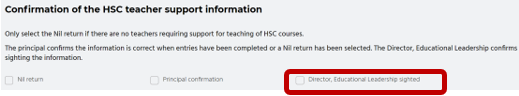 Confirmation of the HSC teacher support information
Only select the Nil return if there are no teachers requiring support for teaching of HSC courses.
The principal confirms the information is correct when entries have been completed or a Nil return has been selected. The Director, Educational Leadership confirms
sighting the information.
Nil return Principal confirmation Director, Educational Leadership sighted